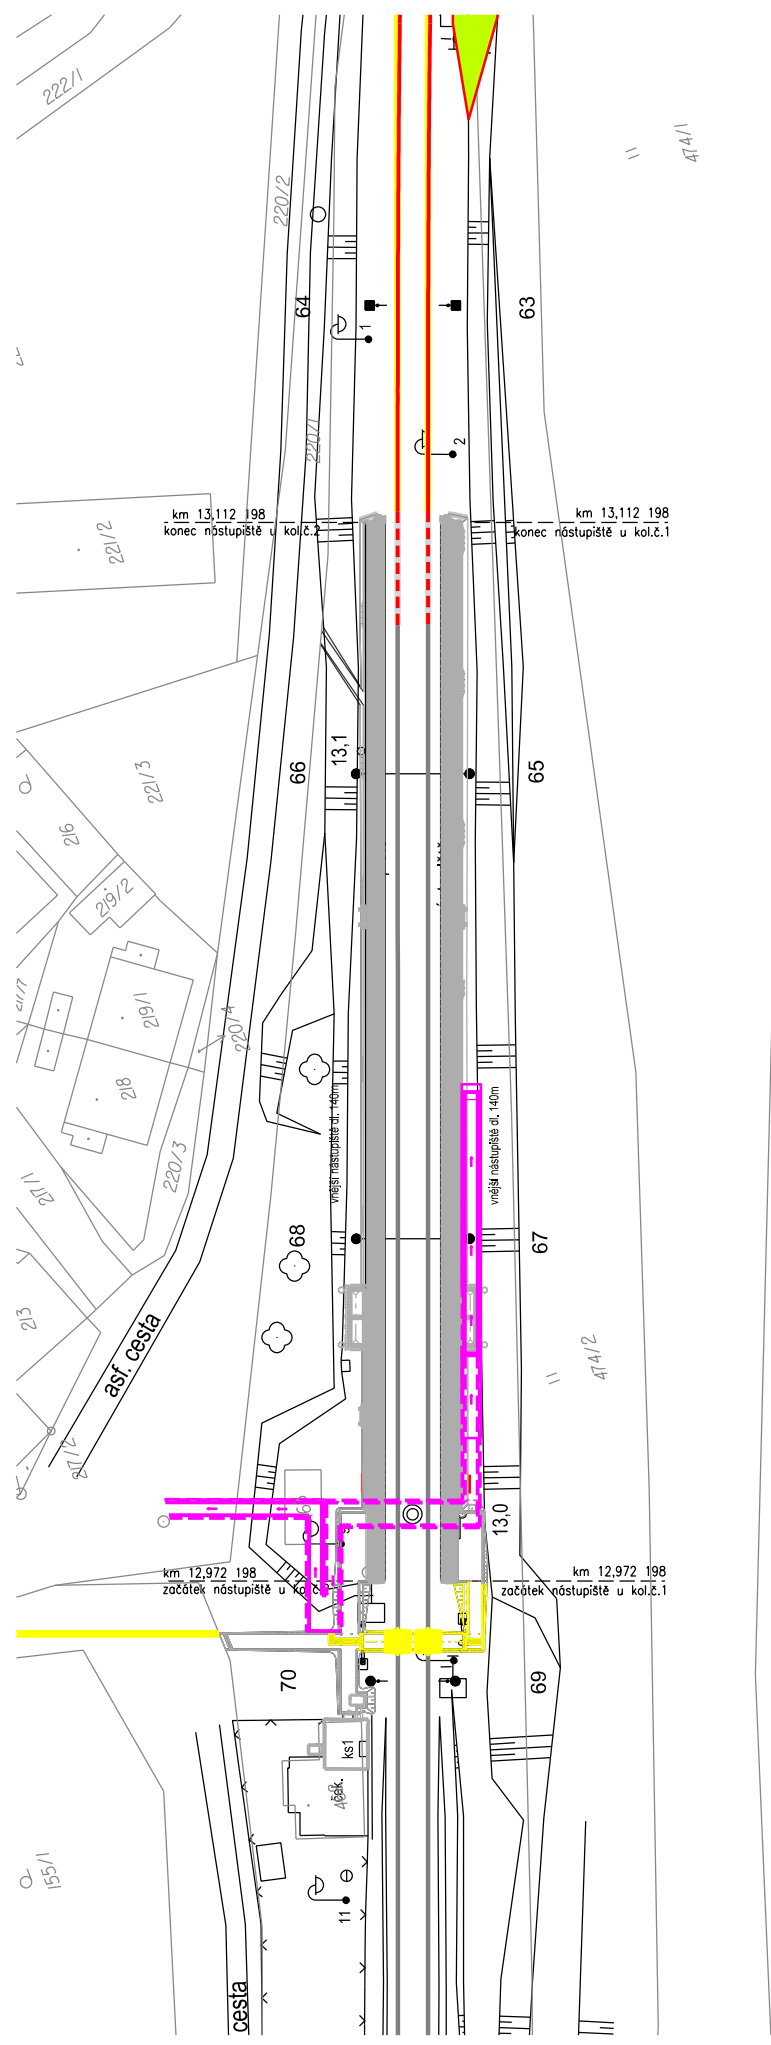 222/1
474/1
220/2
64
63
1
2
220/1
km 13,112 198
km 13,112 198
konec nástupiště u kol.č.2
konec nástupiště u kol.č.1
221/2
13,1
66
65
221/3
216
219/2
219/1
220/4
218
vnější nástupiště dl. 140m
vnější nástupiště dl. 140m
220/3
217/1
68
67
213
asf. cesta
474/2
217/2
13,0
km 12,972 198
km 12,972 198
začátek nástupiště u kol.č.
začátek nástupiště u kol.č.1
70
69
ks1
ček.
155/1
11
cesta